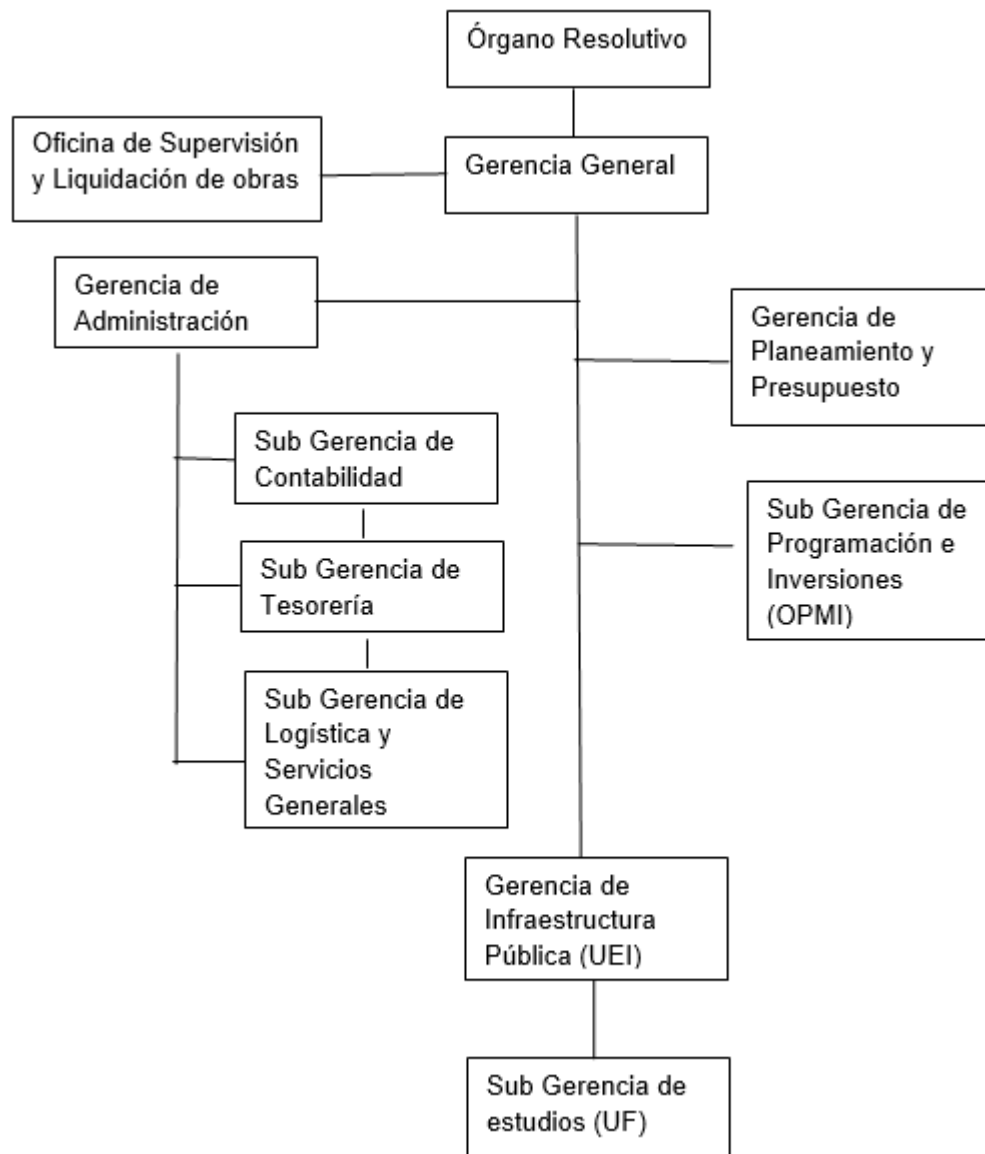 Órgano Resolutivo
Oficina de Supervisión
y Liquidación de obras
Gerencia General
Gerencia de
Administración
Gerencia de
Planeamiento y
Presupuesto
Sub Gerencia de
Contabilidad
Sub Gerencia de
Programación e
Inversiones
(OPMI)
Sub Gerencia de
Tesorería
Sub Gerencia de
Logística y
Servicios
Generales
Gerencia de
Infraestructura
Pública (UEI)
Sub Gerencia de
estudios (UF)